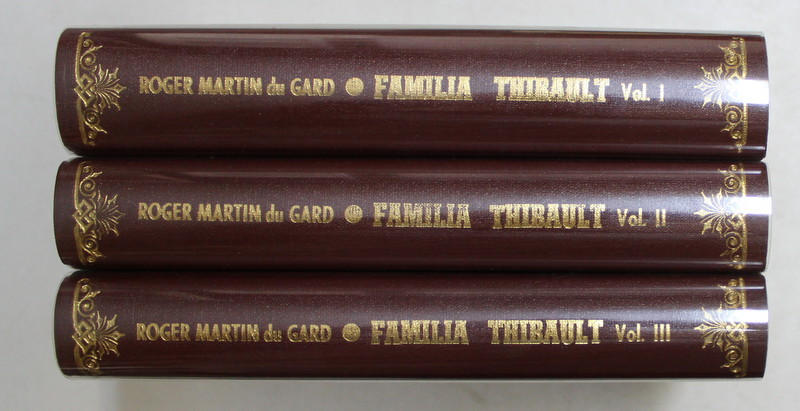 ROGER MARTIN du GARD FAMILIA THIBAULT Vol. I
ROGER MARTIN du GARD FAMILIA THIBAULT Vol. II
ROGER MARTIN du GARD FAMILIA THIBAULT Vol. III